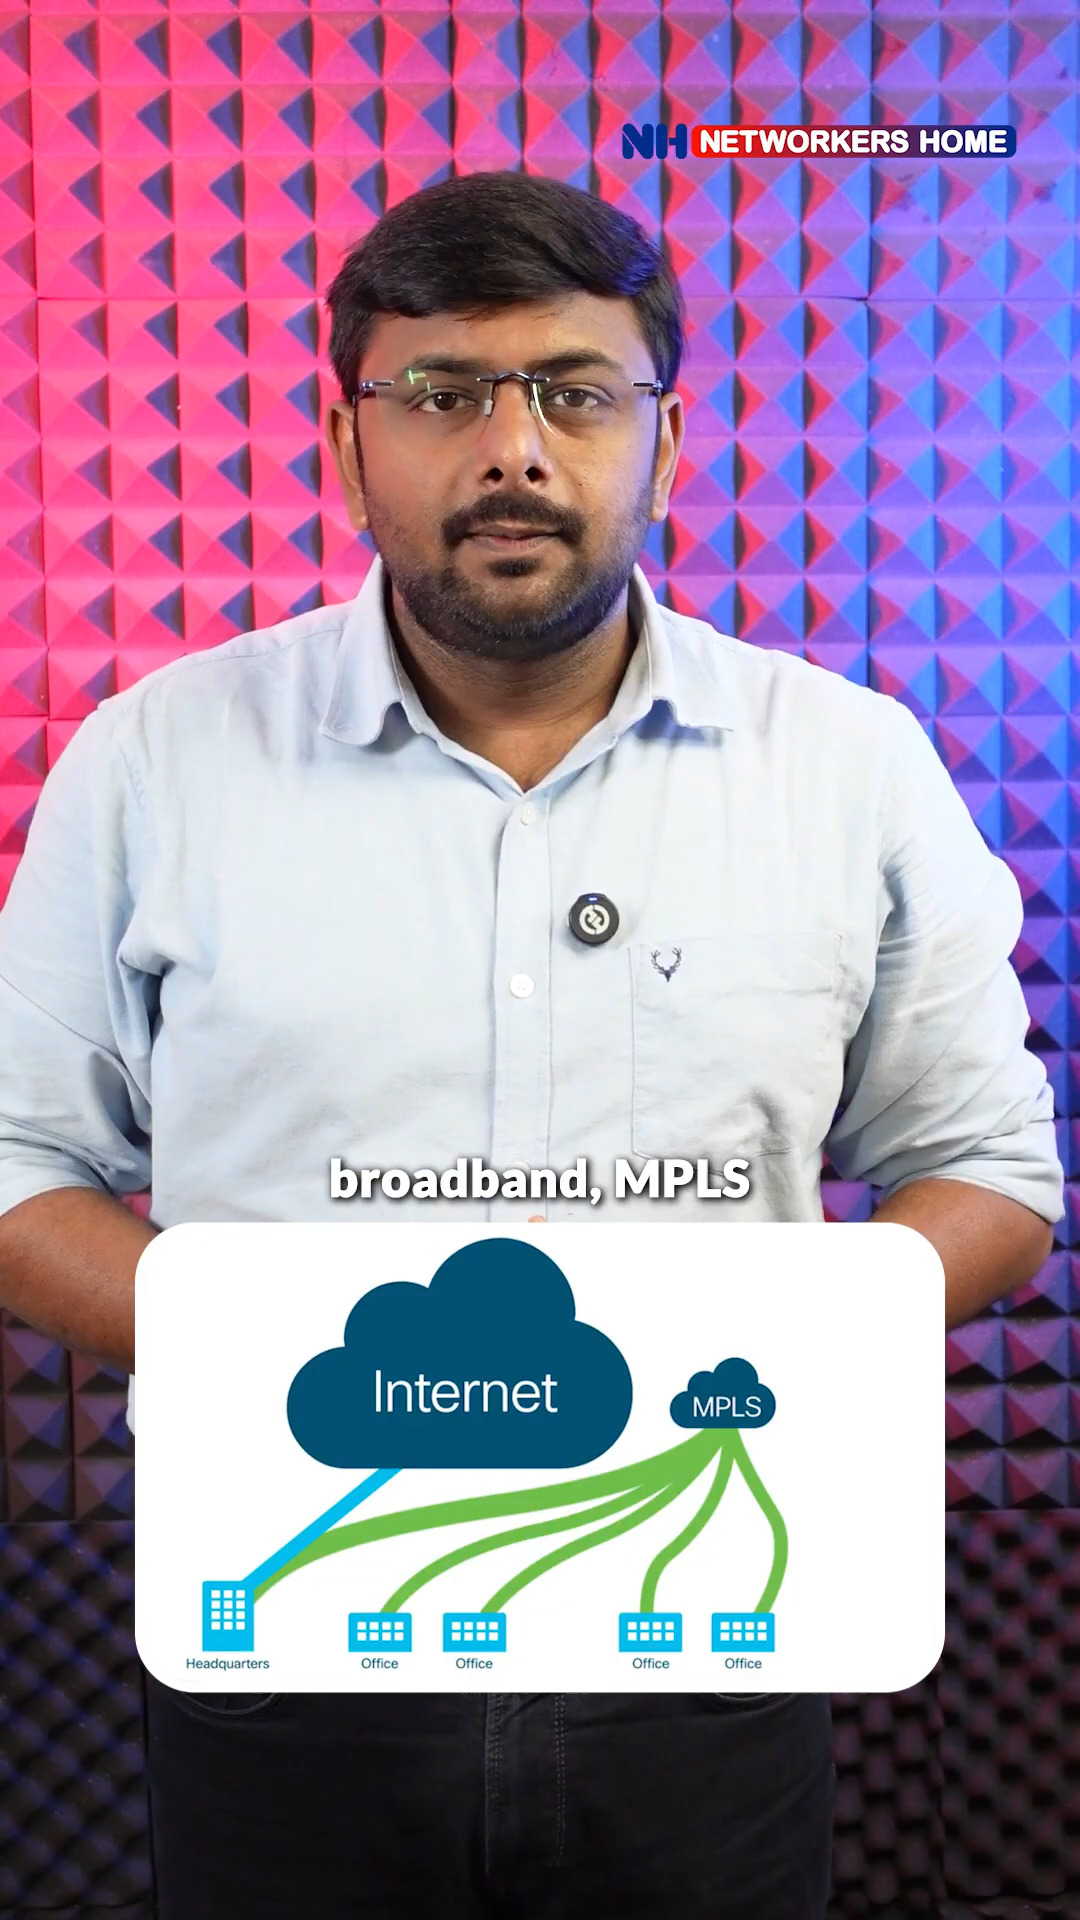 NH NETWORKERS HOME
broadband, MPLS
Internet
MPLS
Headquarters
Office
Office
Office
Office